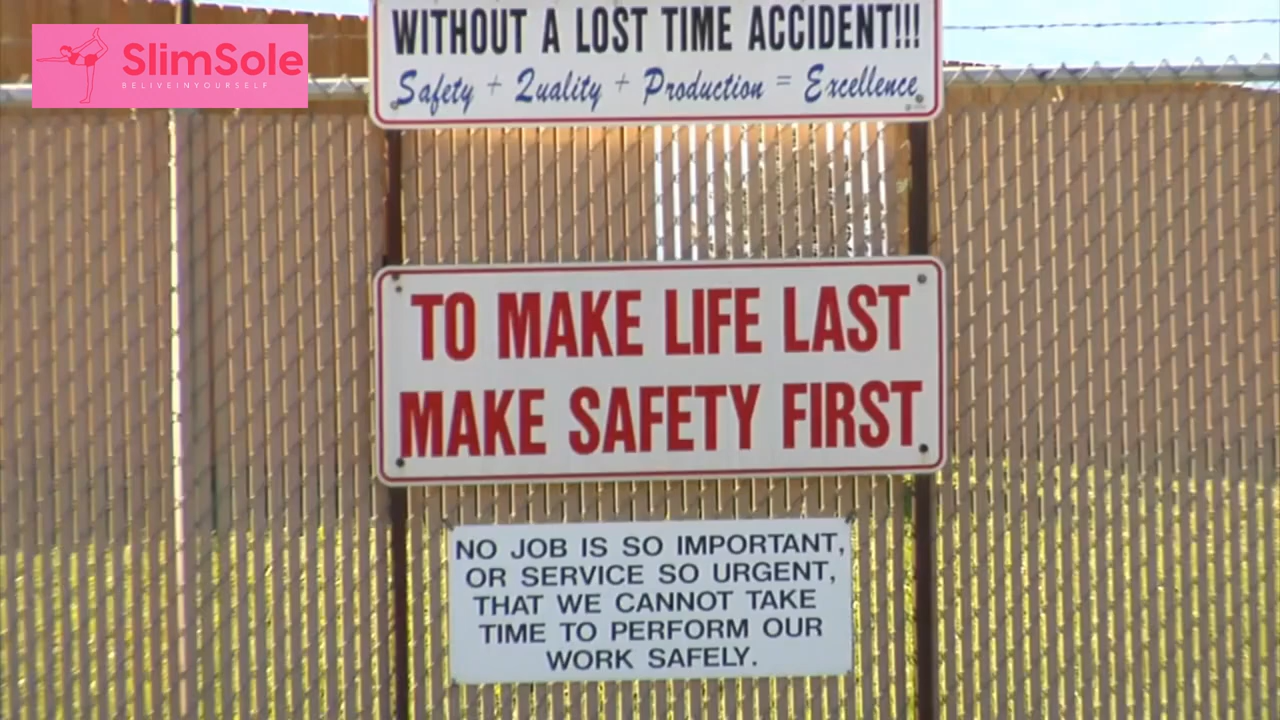 SlimSole
BELIVEINYOURSELF
WITHOUT A LOST TIME ACCIDENT!!!
Safety + Quality + Production = Excellence
TO MAKE LIFE LAST
MAKE SAFETY FIRST
NO JOB IS SO IMPORTANT,
OR SERVICE SO URGENT,
THAT WE CANNOT TAKE
TIME TO PERFORM OUR
WORK SAFELY.